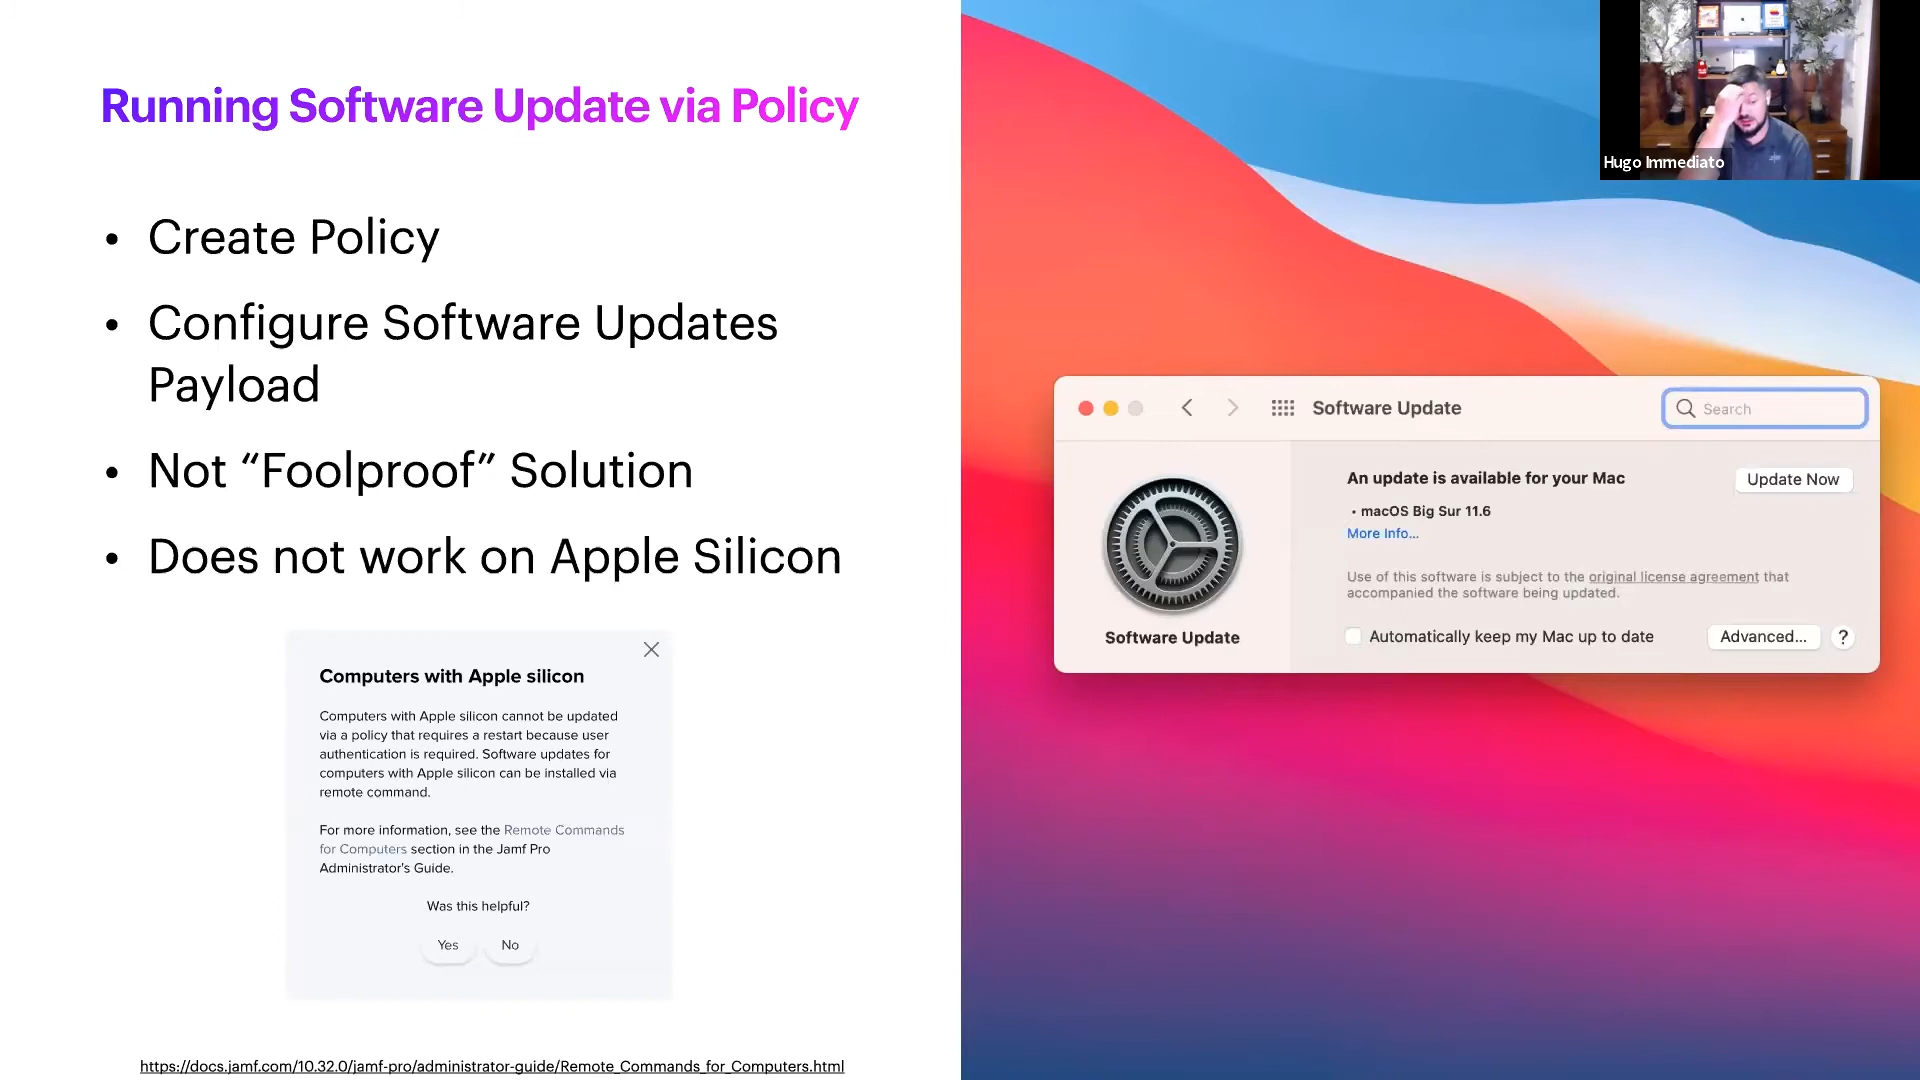 Running Software Update via Policy
• Create Policy
• Configure Software Updates
Payload
• Not “Foolproof” Solution
• Does not work on Apple Silicon
Computers with Apple silicon
Computers with Apple silicon cannot be updated
via a policy that requires a restart because user
authentication is required. Software updates for
computers with Apple silicon can be installed via
remote command.
For more information, see the Remote Commands
for Computers section in the Jamf Pro
Administrator's Guide.
Was this helpful?
Yes No
https://docs.jamf.com/10.32.0/jamf-pro/administrator-guide/Remote_Commands_for_Computers.html
Hugo Immediato
Software Update
Search
An update is available for your Mac
Update Now
• macOS Big Sur 11.6
More Info...
Use of this software is subject to the original license agreement that
accompanied the software being updated.
Software Update
Automatically keep my Mac up to date
Advanced...
?